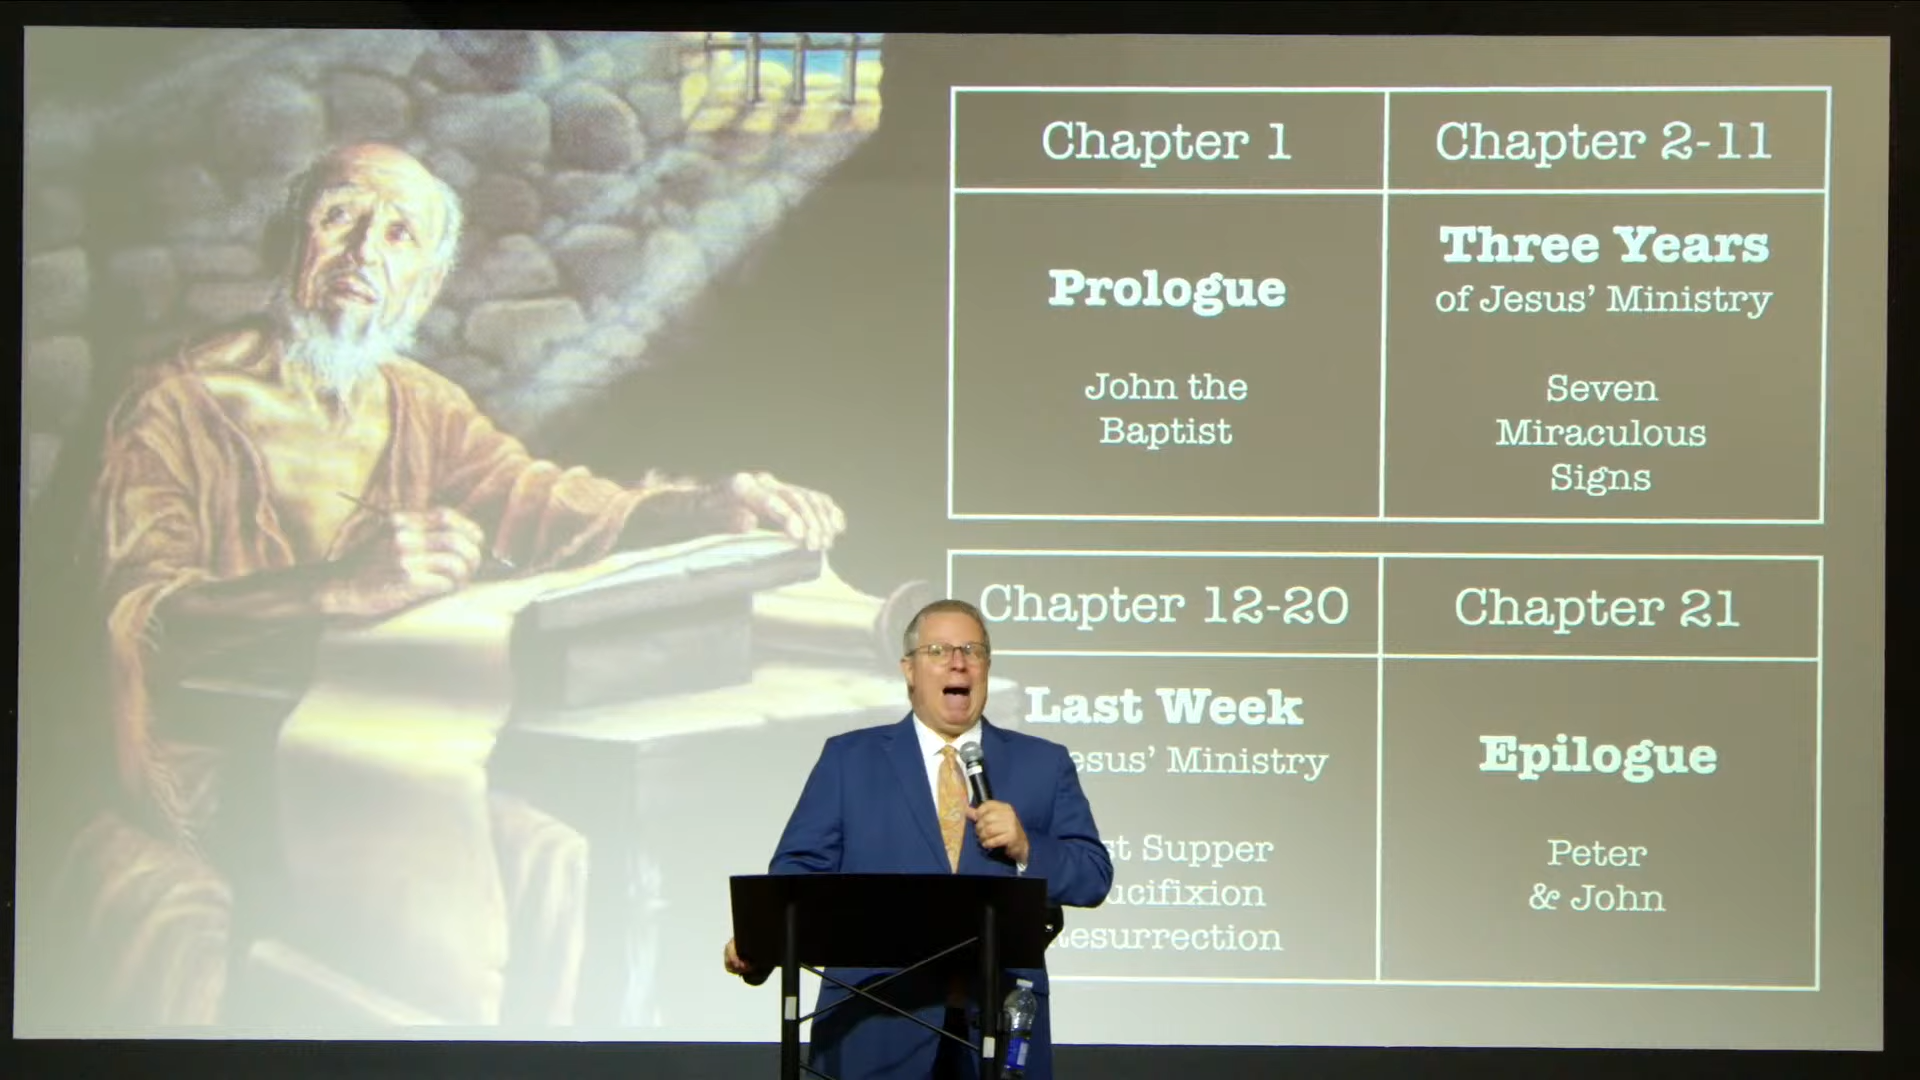 Chapter 1
Chapter 2-11
Prologue
John the
Baptist
Three Years
of Jesus' Ministry
Seven
Miraculous
Signs
Chapter 12-20
Chapter 21
Last Week
Ministry
Supper
Epilogue
Peter
& John